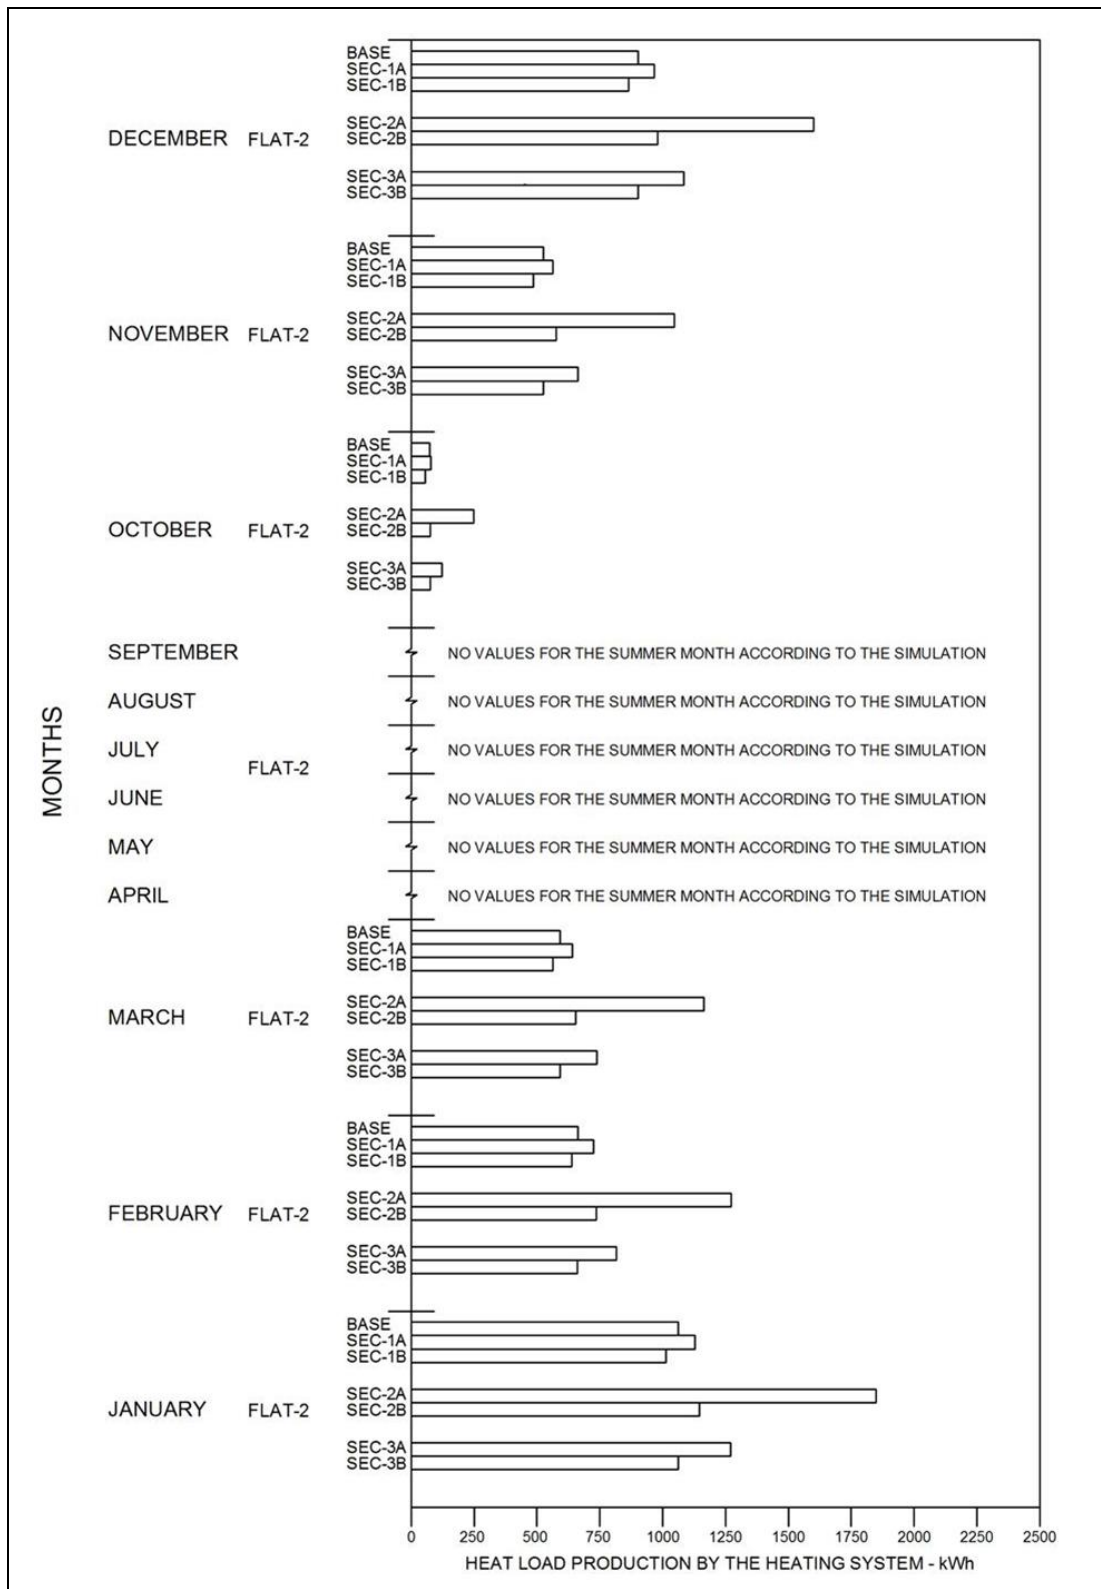 BASE
SEC-1A
SEC-1B
SEC-2A
DECEMBER FLAT-2 SEC-2B
SEC-3A
SEC-3B
BASE
SEC-1A
SEC-1B
SEC-2A
NOVEMBER FLAT-2 SEC-2B
SEC-3A
SEC-3B
BASE
SEC-1A
SEC-1B
SEC-2A
OCTOBER FLAT-2 SEC-2B
SEC-3A
SEC-3B
SEPTEMBER NO VALUES FOR THE SUMMER MONTH ACCORDING TO THE SIMULATION
AUGUST NO VALUES FOR THE SUMMER MONTH ACCORDING TO THE SIMULATION
JULY NO VALUES FOR THE SUMMER MONTH ACCORDING TO THE SIMULATION
MONTHS
FLAT-2
JUNE NO VALUES FOR THE SUMMER MONTH ACCORDING TO THE SIMULATION
MAY NO VALUES FOR THE SUMMER MONTH ACCORDING TO THE SIMULATION
APRIL NO VALUES FOR THE SUMMER MONTH ACCORDING TO THE SIMULATION
BASE
SEC-1A
SEC-1B
SEC-2A
MARCH FLAT-2 SEC-2B
SEC-3A
SEC-3B
BASE
SEC-1A
SEC-1B
SEC-2A
FEBRUARY FLAT-2 SEC-2B
SEC-3A
SEC-3B
BASE
SEC-1A
SEC-1B
SEC-2A
JANUARY FLAT-2 SEC-2B
SEC-3A
SEC-3B
0 250 500 750 1000 1250 1500 1750 2000 2250 2500
HEAT LOAD PRODUCTION BY THE HEATING SYSTEM - kWh